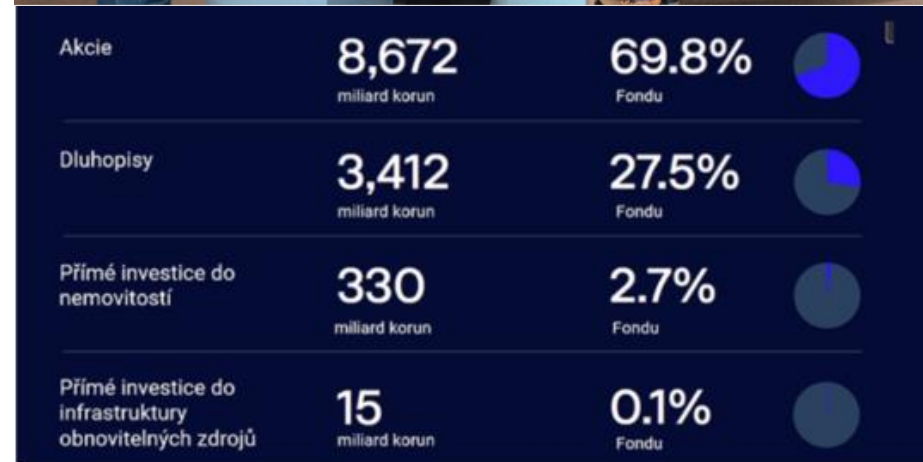 Akcie
8,672
miliard korun
69.8%
Fondu
Dluhopisy
3,412
miliard korun
27.5%
Fondu
Přímé investice do
nemovitostí
330
miliard korun
2.7%
Fondu
Přímé investice do
infrastruktury
obnovitelných zdrojů
15
miliard korun
0.1%
Fondu